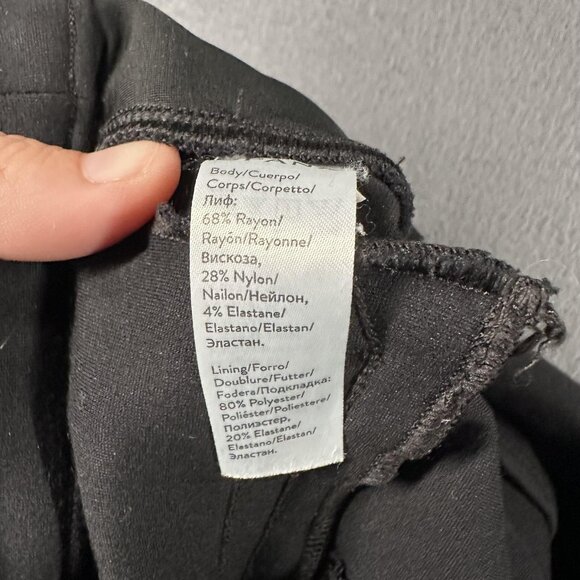 Body/Cuerpo/
Corps/Corpetto/
Лиф:
68% Rayon/
Rayón/Rayonne/
Вискоза,
28% Nylon/
Nailon/Нейлон,
4% Elastane/
Elastano/Elastan/
Эластан.
Lining/Forro/
Doublure/Futter/
Fodera/Подкладка:
80% Polyester/
Poliéster/Poliestere/
Полиэстер,
20% Elastane/
Elastano/Elastan/
Эластан.